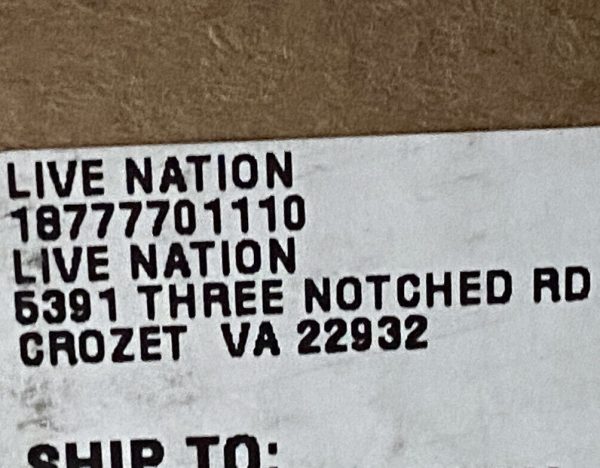 LIVE NATION
18777701110
LIVE NATION
5391 THREE NOTCHED RD
CROZET VA 22932
SHIP TO: